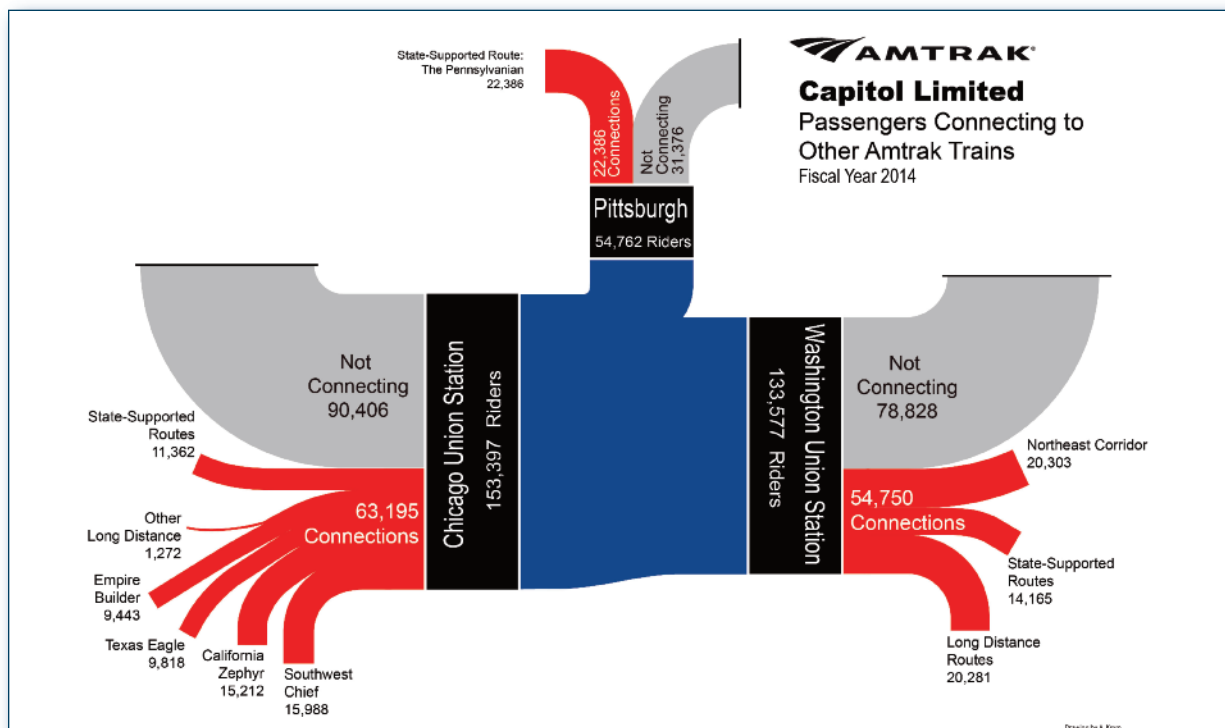 AMTRAK
Capitol Limited
Passengers Connecting to
Other Amtrak Trains
Fiscal Year 2014
State-Supported Route:
The Pennsylvanian
22,386
22,386
Connections
Not
Connecting
31,376
Pittsburgh
54,762 Riders
Not
Connecting
90,406
Chicago Union Station
153,397 Riders
Washington Union Station
133,577 Riders
Not
Connecting
78,828
State-Supported
Routes
11,362
63,195
Connections
Other
Long Distance
1,272
Empire
Builder
9,443
Texas Eagle
9,818
California
Zephyr
15,212
Southwest
Chief
15,988
54,750
Connections
Northeast Corridor
20,303
State-Supported
Routes
14,165
Long Distance
Routes
20,281